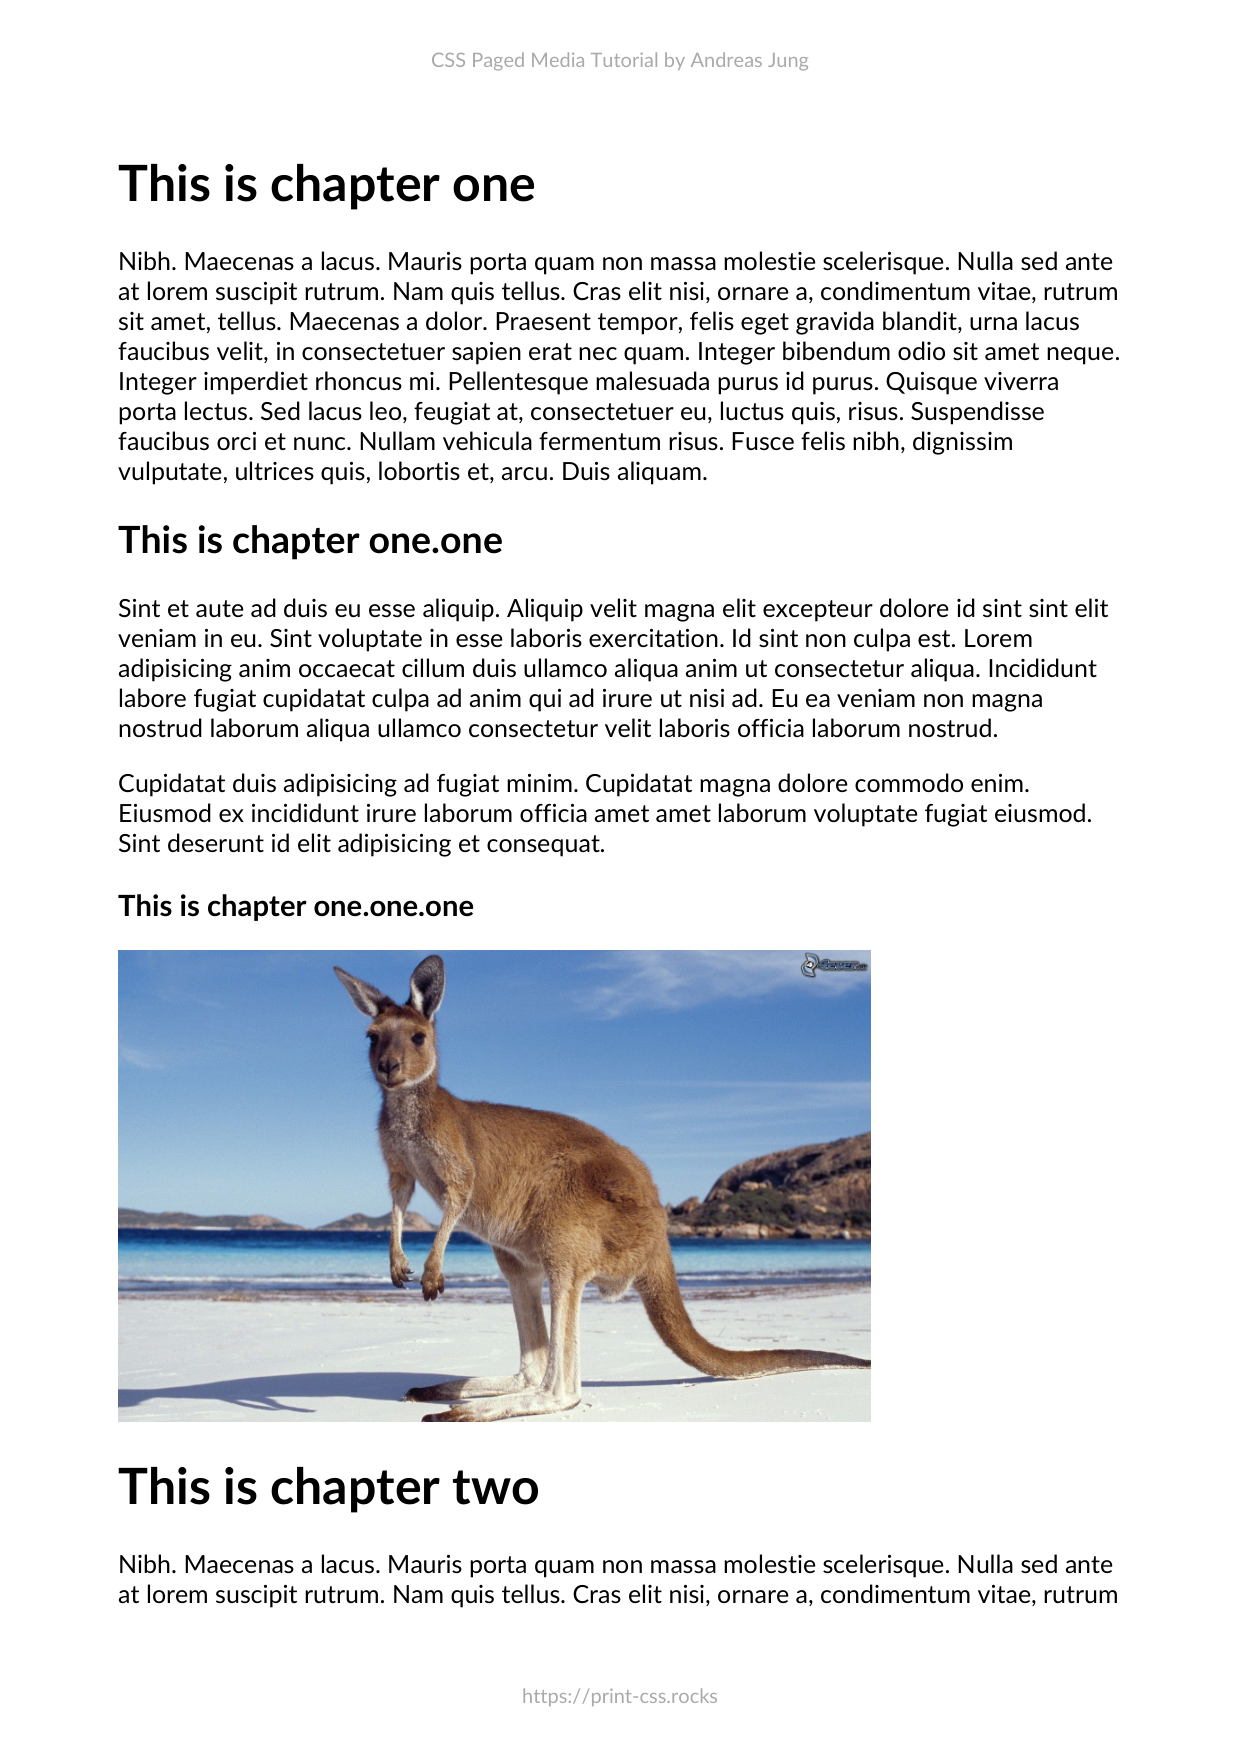 CSS Paged Media Tutorial by Andreas Jung
This is chapter one
Nibh. Maecenas a lacus. Mauris porta quam non massa molestie scelerisque. Nulla sed ante
at lorem suscipit rutrum. Nam quis tellus. Cras elit nisi, ornare a, condimentum vitae, rutrum
sit amet, tellus. Maecenas a dolor. Praesent tempor, felis eget gravida blandit, urna lacus
faucibus velit, in consectetuer sapien erat nec quam. Integer bibendum odio sit amet neque.
Integer imperdiet rhoncus mi. Pellentesque malesuada purus id purus. Quisque viverra
porta lectus. Sed lacus leo, feugiat at, consectetuer eu, luctus quis, risus. Suspendisse
faucibus orci et nunc. Nullam vehicula fermentum risus. Fusce felis nibh, dignissim
vulputate, ultrices quis, lobortis et, arcu. Duis aliquam.
This is chapter one.one
Sint et aute ad duis eu esse aliquip. Aliquip velit magna elit excepteur dolore id sint sint elit
veniam in eu. Sint voluptate in esse laboris exercitation. Id sint non culpa est. Lorem
adipisicing anim occaecat cillum duis ullamco aliqua anim ut consectetur aliqua. Incididunt
labore fugiat cupidatat culpa ad anim qui ad irure ut nisi ad. Eu ea veniam non magna
nostrud laborum aliqua ullamco consectetur velit laboris officia laborum nostrud.
Cupidatat duis adipisicing ad fugiat minim. Cupidatat magna dolore commodo enim.
Eiusmod ex incididunt irure laborum officia amet amet laborum voluptate fugiat eiusmod.
Sint deserunt id elit adipisicing et consequat.
This is chapter one.one.one
This is chapter two
Nibh. Maecenas a lacus. Mauris porta quam non massa molestie scelerisque. Nulla sed ante
at lorem suscipit rutrum. Nam quis tellus. Cras elit nisi, ornare a, condimentum vitae, rutrum
https://print-css.rocks